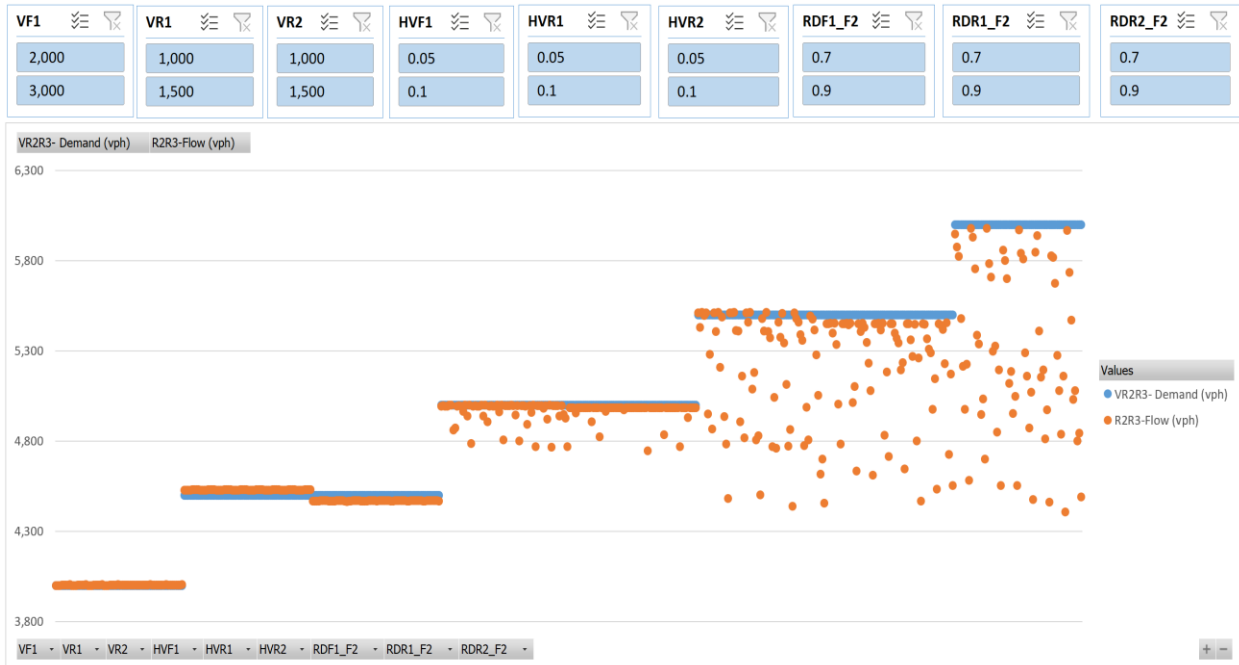 VF1 VR1 VR2 HVF1 HVR1 HVR2 RDF1_F2 RDR1_F2 RDR2_F2
2,000 1,000 1,000 0.05 0.05 0.05 0.7 0.7 0.7
3,000 1,500 1,500 0.1 0.1 0.1 0.9 0.9 0.9
VR2R3- Demand (vph) R2R3-Flow (vph)
6,300
5,800
5,300
4,800
4,300
3,800
Values
VR2R3- Demand (vph)
R2R3-Flow (vph)
VF1 VR1 VR2 HVF1 HVR1 HVR2 RDF1_F2 RDR1_F2 RDR2_F2 + −